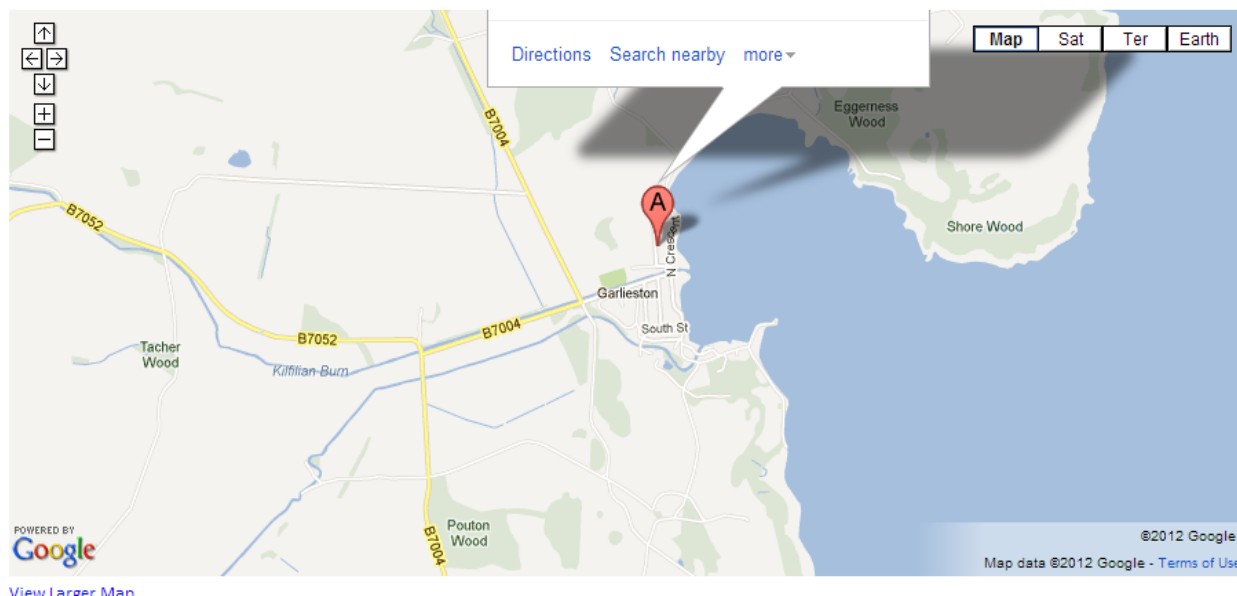 Directions Search nearby more
Map Sat Ter Earth
B7004
Eggerness
Wood
A
B7052
N Crescent
Shore Wood
Garlieston
B7004
South St
B7052
Tacher
Wood
Kilfillan Burn
Pouton
Wood
B7004
POWERED BY
Google
©2012 Google
Map data ©2012 Google - Terms of Use
View Larger Map